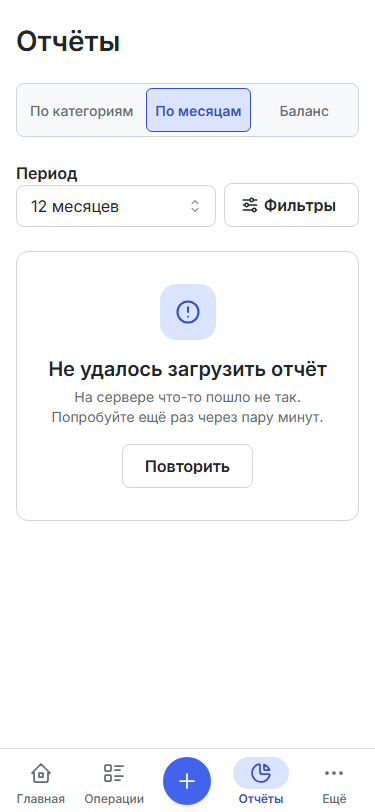 Отчёты
По категориям
По месяцам
Баланс
Период
12 месяцев
Фильтры
Не удалось загрузить отчёт
На сервере что-то пошло не так.
Попробуйте ещё раз через пару минут.
Повторить
Главная
Операции
Отчёты
Ещё